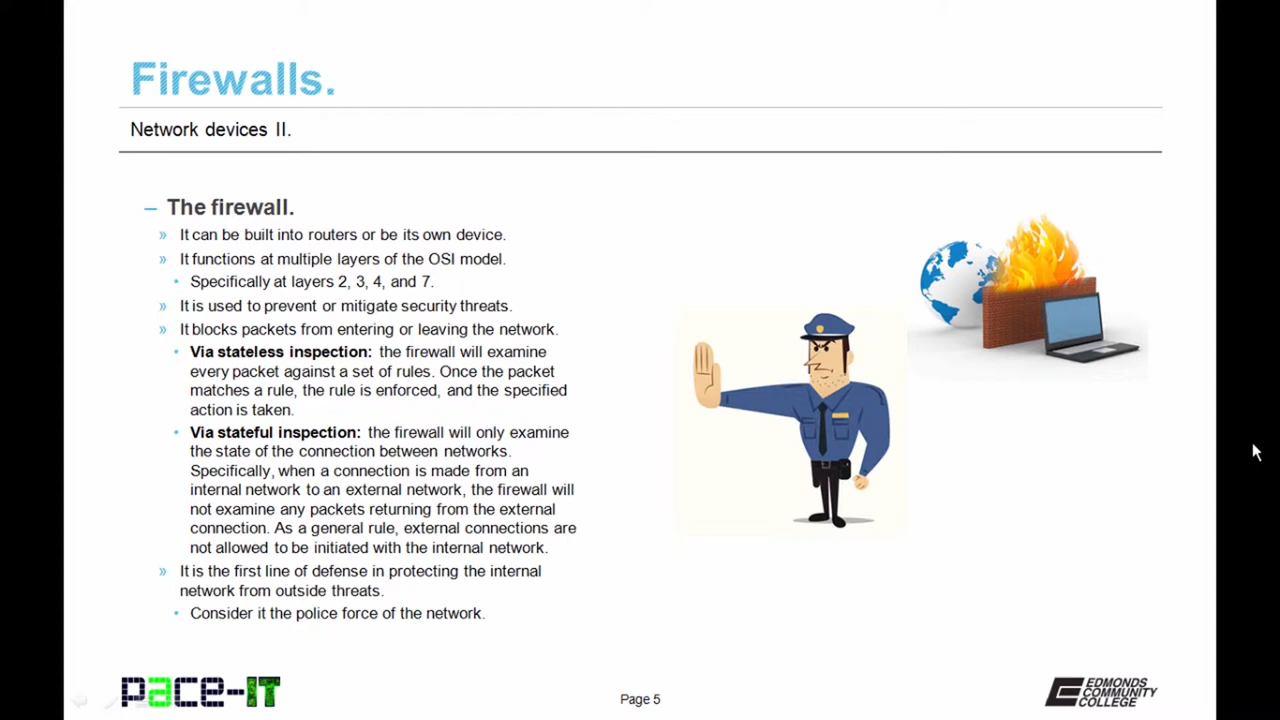 Firewalls.
Network devices II.
– The firewall.
» It can be built into routers or be its own device.
» It functions at multiple layers of the OSI model.
• Specifically at layers 2, 3, 4, and 7.
» It is used to prevent or mitigate security threats.
» It blocks packets from entering or leaving the network.
• Via stateless inspection: the firewall will examine
every packet against a set of rules. Once the packet
matches a rule, the rule is enforced, and the specified
action is taken.
• Via stateful inspection: the firewall will only examine
the state of the connection between networks.
Specifically, when a connection is made from an
internal network to an external network, the firewall will
not examine any packets returning from the external
connection. As a general rule, external connections are
not allowed to be initiated with the internal network.
» It is the first line of defense in protecting the internal
network from outside threats.
• Consider it the police force of the network.
pace-IT
Page 5
EDMONDS
COMMUNITY
COLLEGE